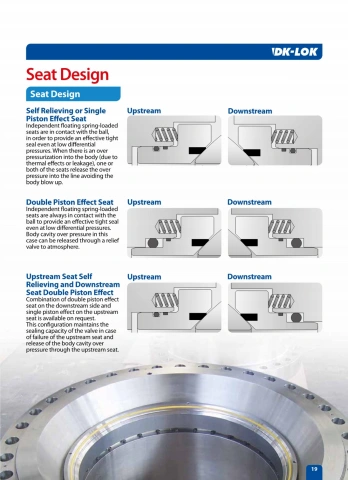 DK-LOK
Seat Design
Seat Design
Self Relieving or Single
Piston Effect Seat
Independent floating spring-loaded
seats are in contact with the ball,
in order to provide an effective tight
seal even at low differential
pressures. When there is an over
pressurization into the body (due to
thermal effects or leakage), one or
both of the seats release the over
pressure into the line avoiding the
body blow up.
Upstream
Downstream
Double Piston Effect Seat
Independent floating spring-loaded
seats are always in contact with the
ball to provide an effective tight seal
even at low differential pressures.
Body cavity over pressure in this
case can be released through a relief
valve to atmosphere.
Upstream
Downstream
Upstream Seat Self
Relieving and Downstream
Seat Double Piston Effect
Combination of double piston effect
seat on the downstream side and
single piston effect on the upstream
seat is available on request.
This configuration maintains the
sealing capacity of the valve in case
of failure of the upstream seat and
release of the body cavity over
pressure through the upstream seat.
Upstream
Downstream
19